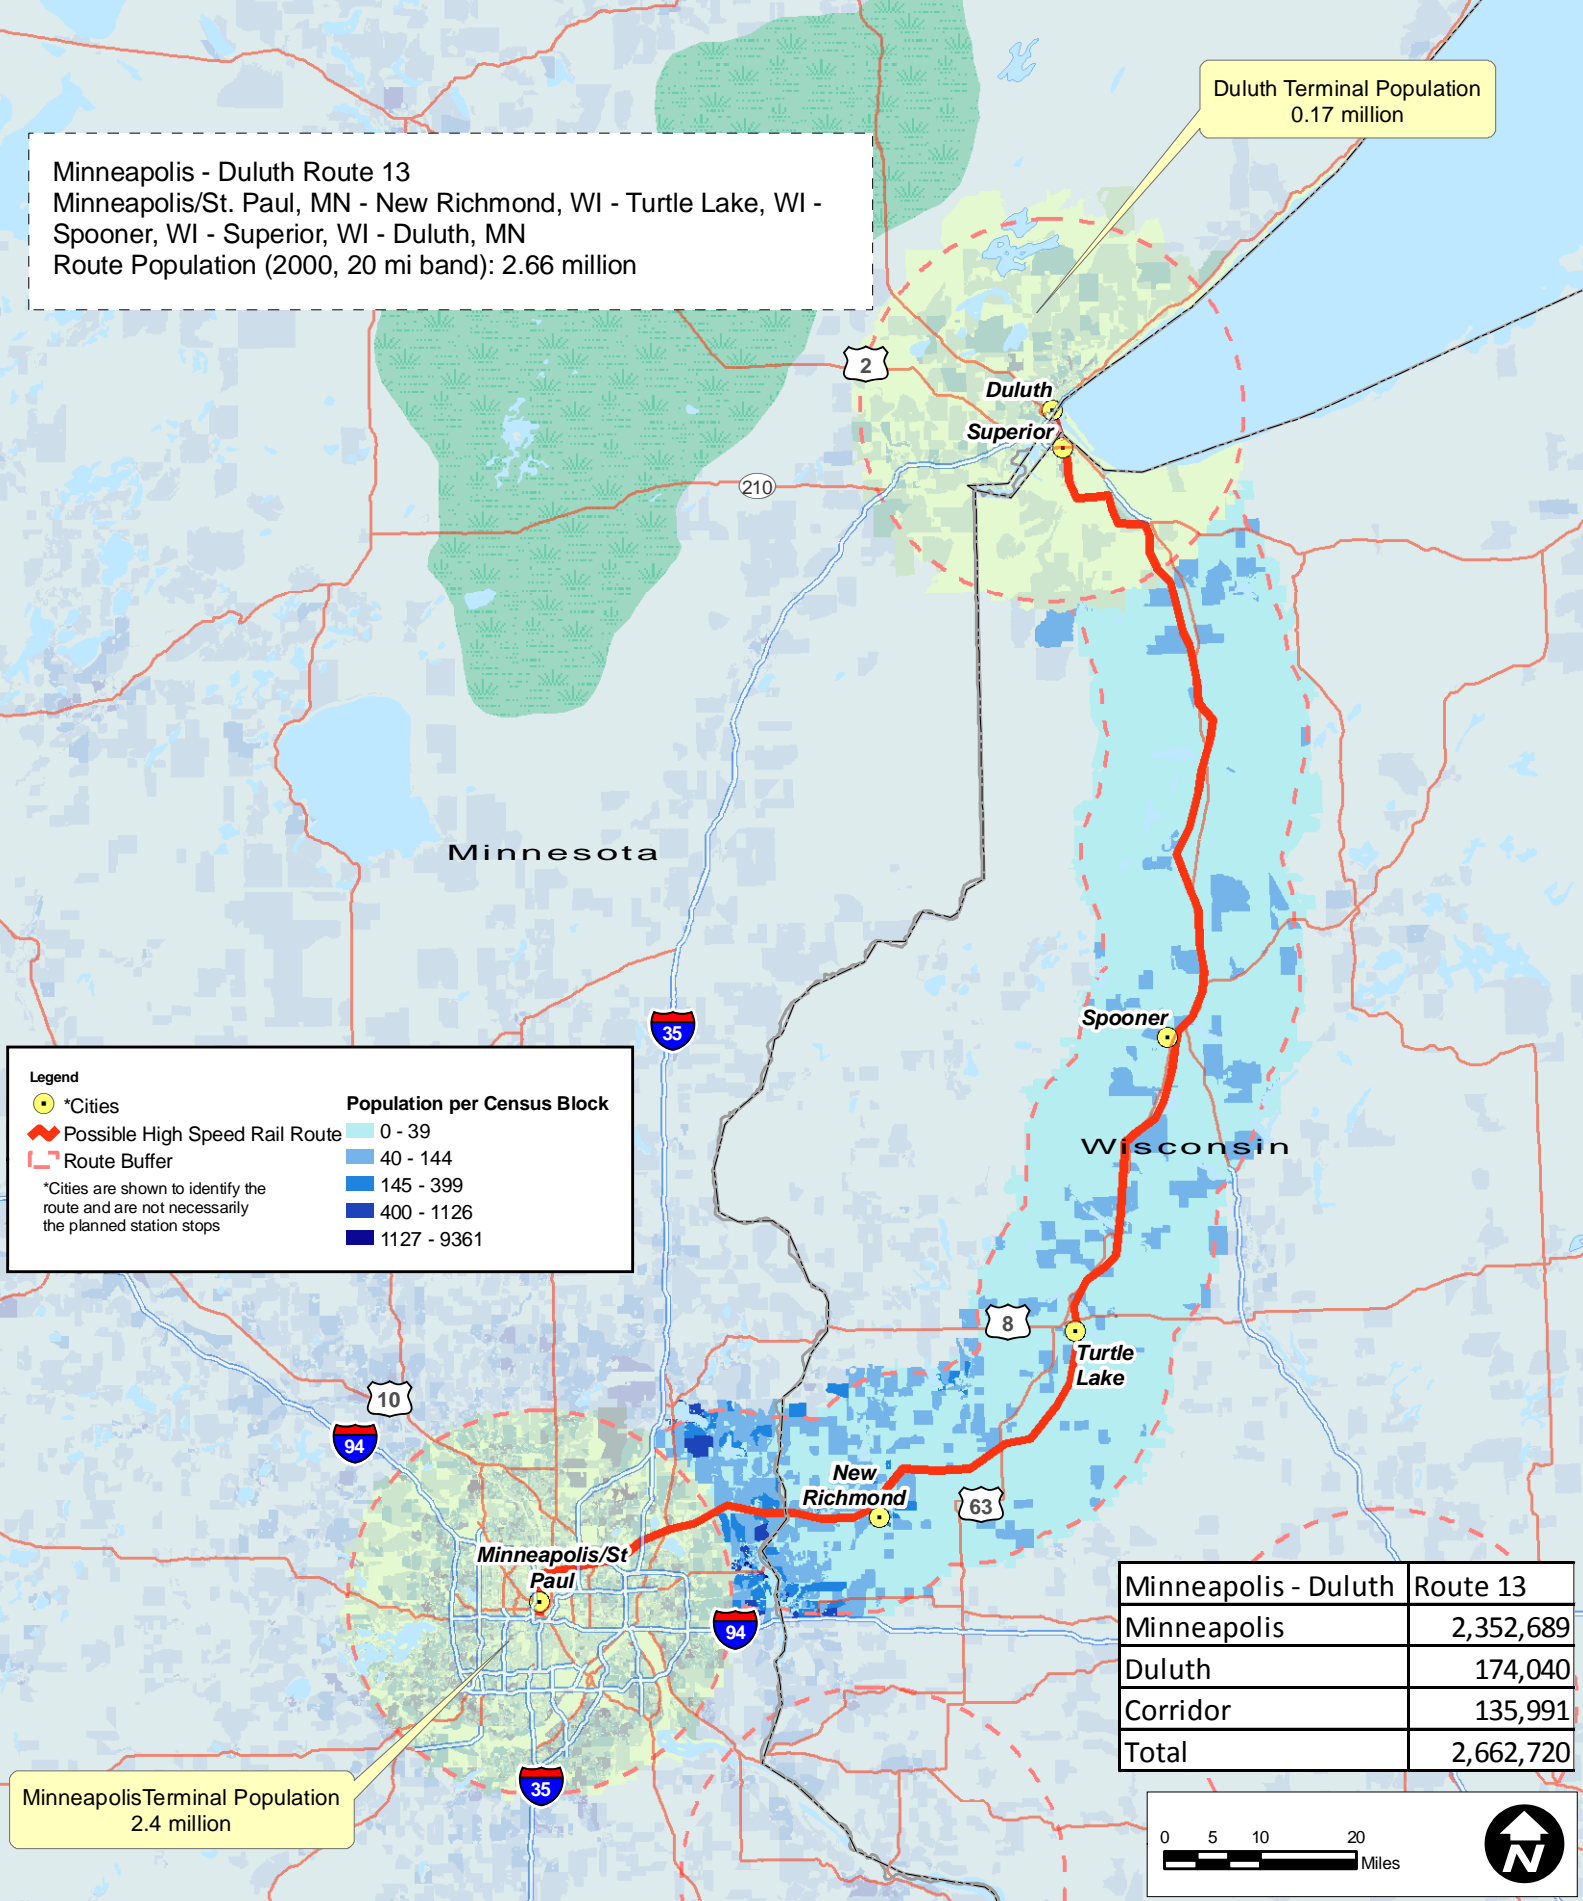 Duluth Terminal Population
0.17 million
Minneapolis - Duluth Route 13
Minneapolis/St. Paul, MN - New Richmond, WI - Turtle Lake, WI -
Spooner, WI - Superior, WI - Duluth, MN
Route Population (2000, 20 mi band): 2.66 million
2
Duluth
Superior
210
Minnesota
35
Spooner
Wisconsin
Legend
*Cities
Possible High Speed Rail Route
Route Buffer
*Cities are shown to identify the
route and are not necessarily
the planned station stops
Population per Census Block
0 - 39
40 - 144
145 - 399
400 - 1126
1127 - 9361
8
Turtle
Lake
10
94
New
Richmond
63
Minneapolis/St
Paul
94
35
MinneapolisTerminal Population
2.4 million
Minneapolis - Duluth Route 13
Minneapolis 2,352,689
Duluth 174,040
Corridor 135,991
Total 2,662,720
0 5 10 20
Miles
N